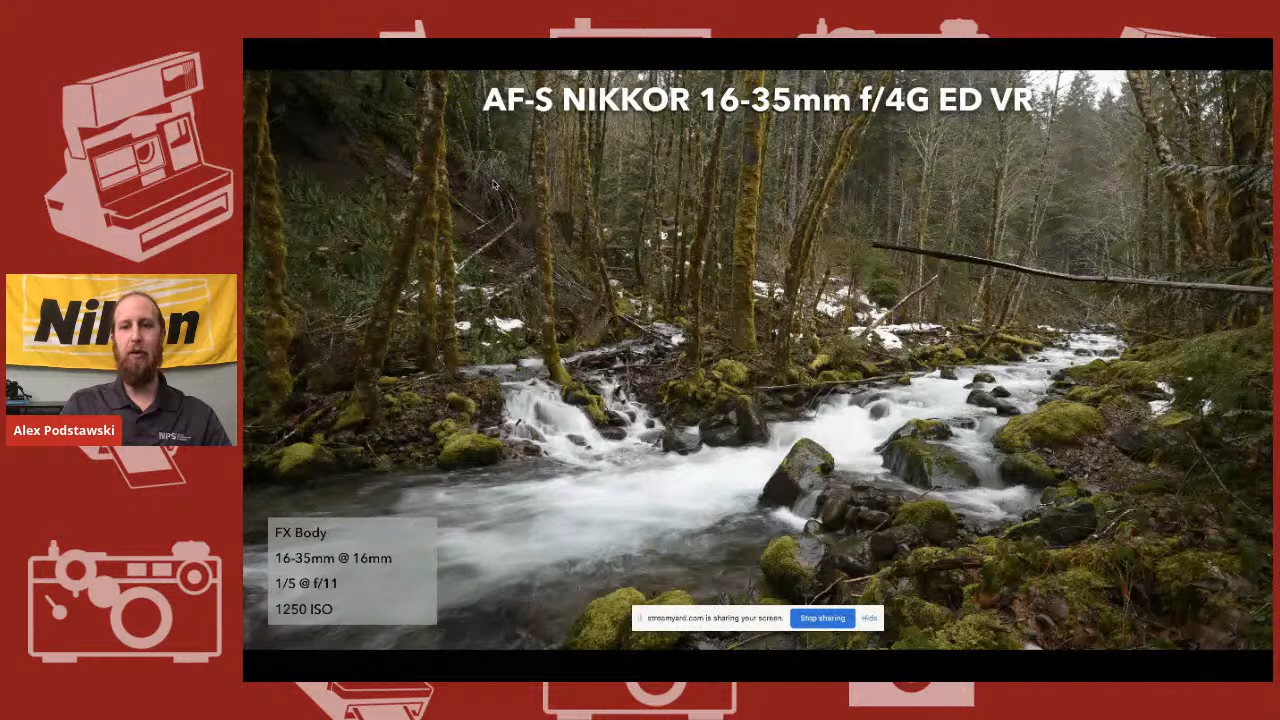 AF-S NIKKOR 16-35mm f/4G ED VR
Nikon
NPS
Alex Podstawski
FX Body
16-35mm @ 16mm
1/5 @ f/11
1250 ISO
streamyard.com is sharing your screen.
Stop sharing
Hide